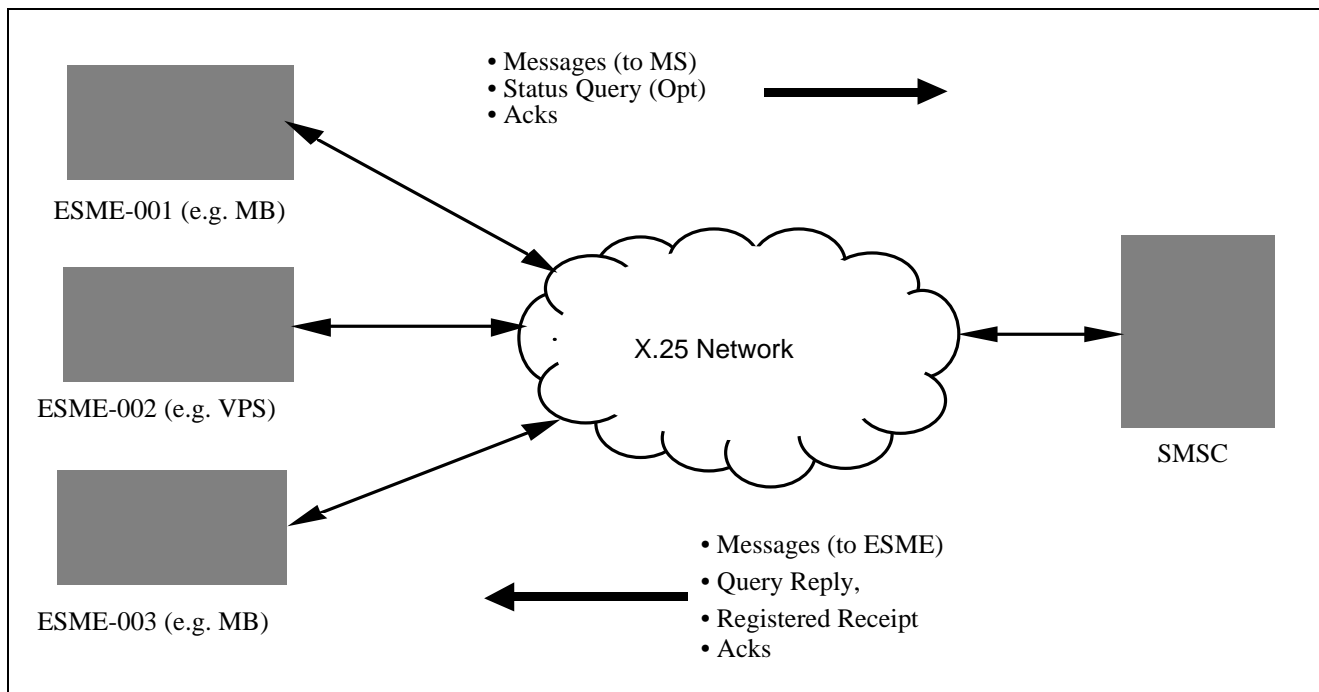 • Messages (to MS)
• Status Query (Opt)
• Acks
ESME-001 (e.g. MB)
ESME-002 (e.g. VPS)
X.25 Network
SMSC
ESME-003 (e.g. MB)
• Messages (to ESME)
• Query Reply,
• Registered Receipt
• Acks